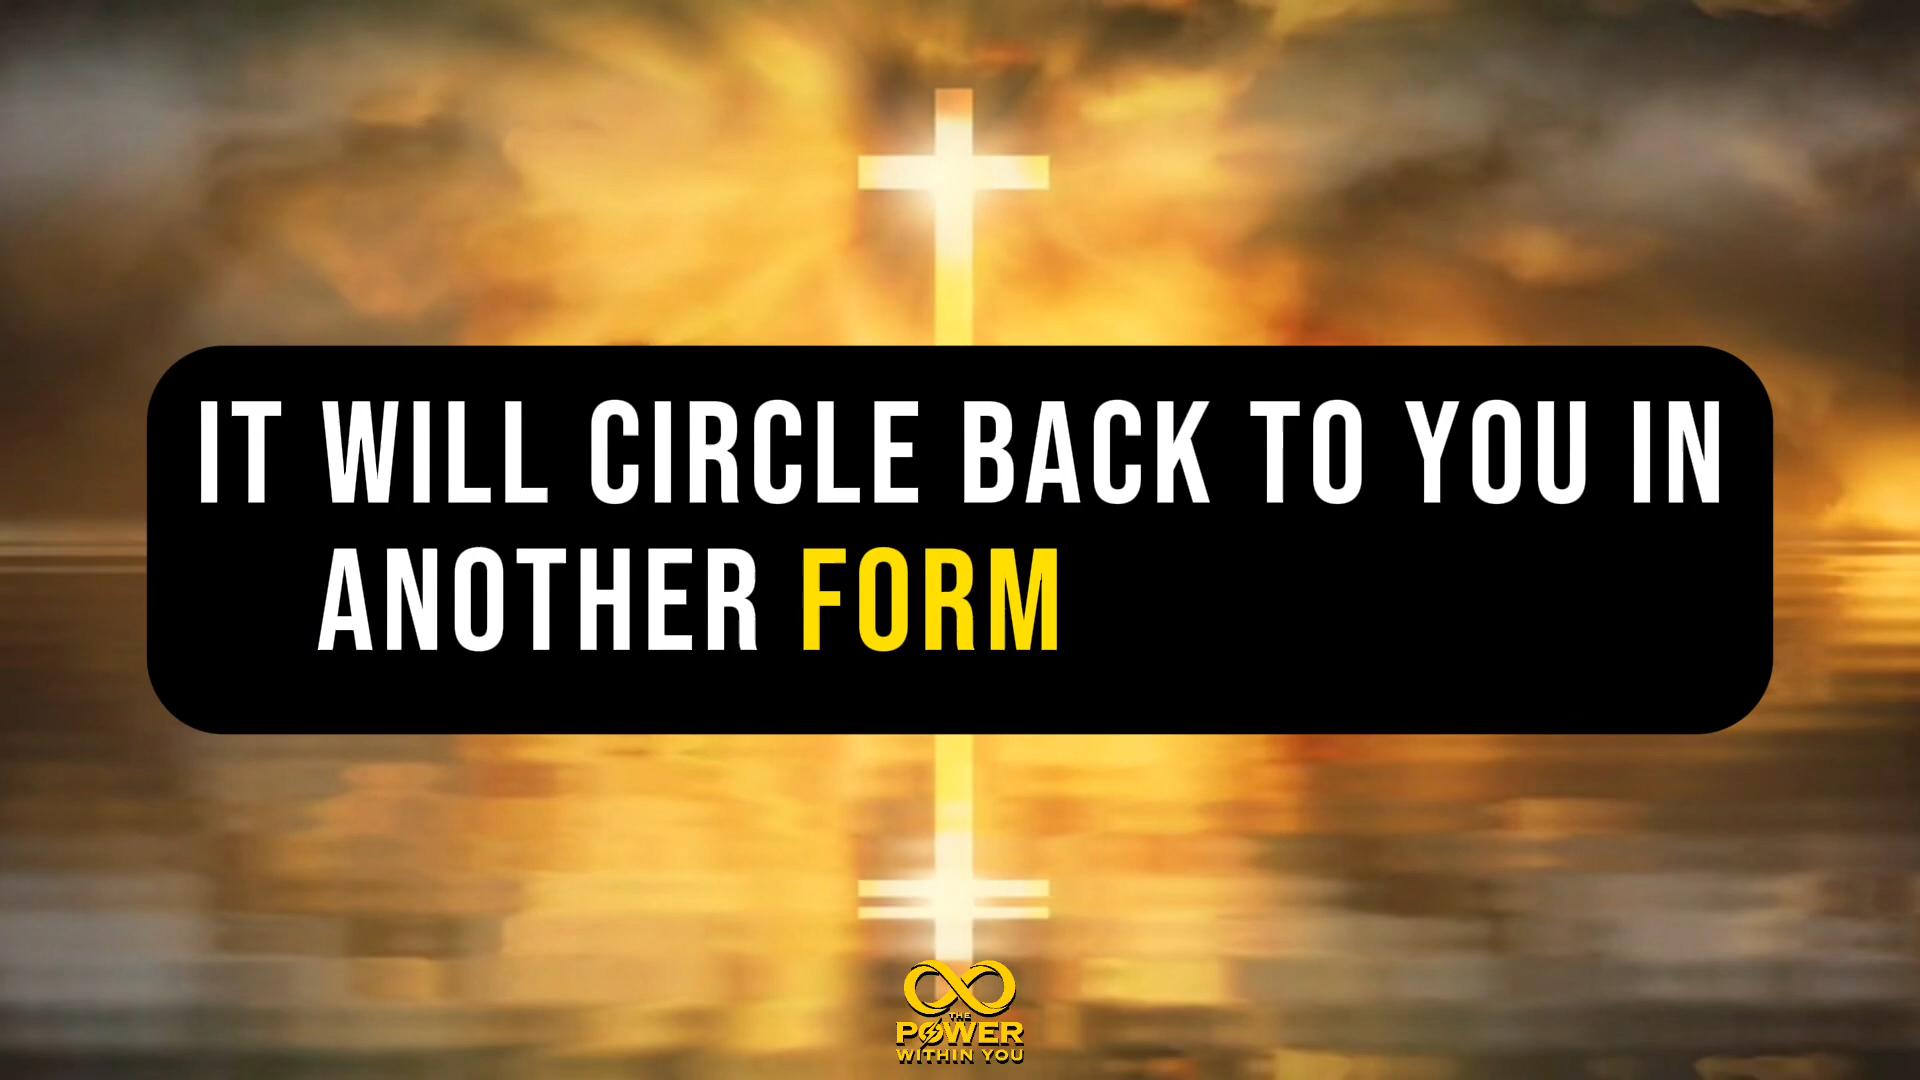 IT WILL CIRCLE BACK TO YOU IN
ANOTHER FORM
THE
POWER
WITHIN YOU